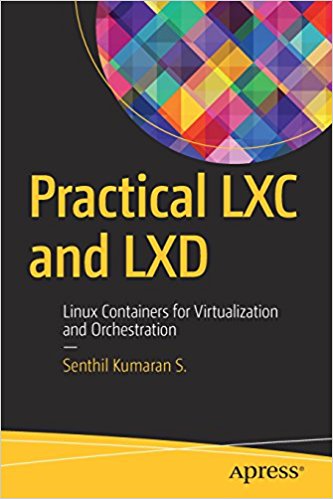 Practical LXC
and LXD
Linux Containers for Virtualization
and Orchestration
—
Senthil Kumaran S.
Apress®